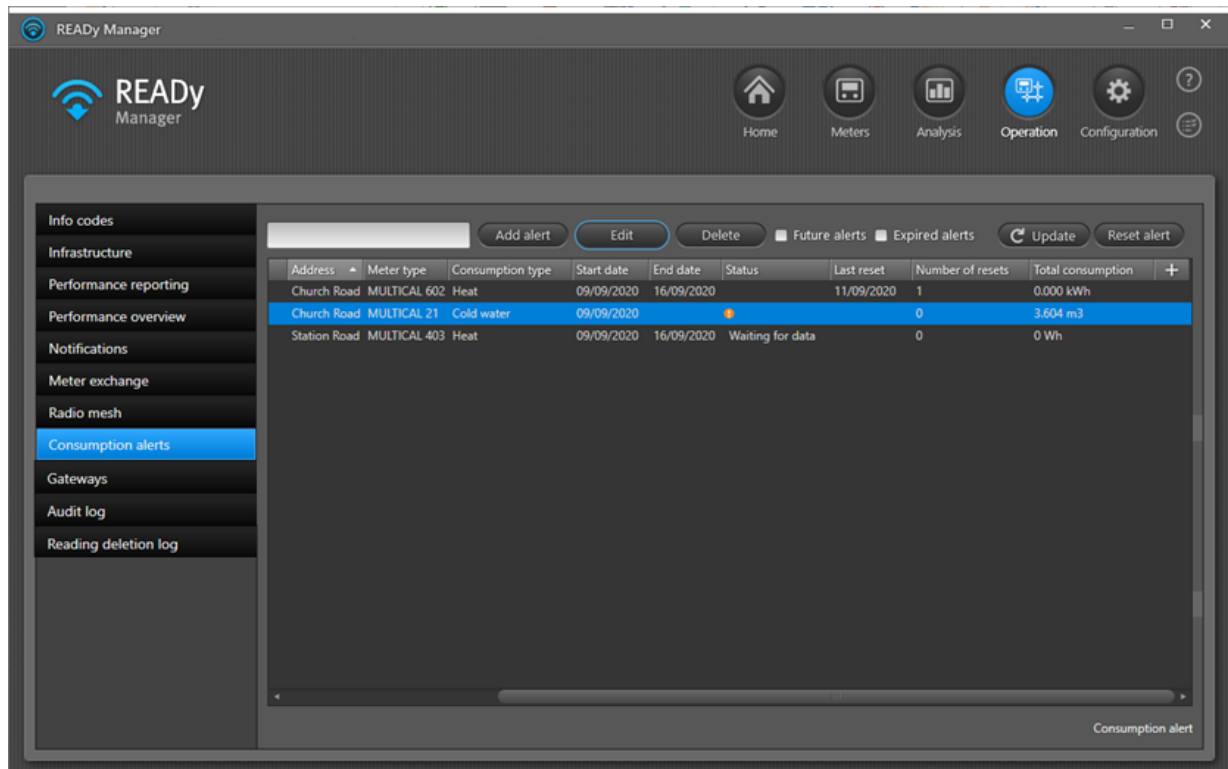 READy Manager
READy
Manager
Home Meters Analysis Operation Configuration
?
Info codes
Infrastructure
Performance reporting
Performance overview
Notifications
Meter exchange
Radio mesh
Consumption alerts
Gateways
Audit log
Reading deletion log
Add alert Edit Delete Future alerts Expired alerts Update Reset alert
Address Meter type Consumption type Start date End date Status Last reset Number of resets Total consumption +
Church Road MULTICAL 602 Heat 09/09/2020 16/09/2020 11/09/2020 1 0.000 kWh
Church Road MULTICAL 21 Cold water 09/09/2020 0 3.604 m3
Station Road MULTICAL 403 Heat 09/09/2020 16/09/2020 Waiting for data 0 0 Wh
Consumption alert